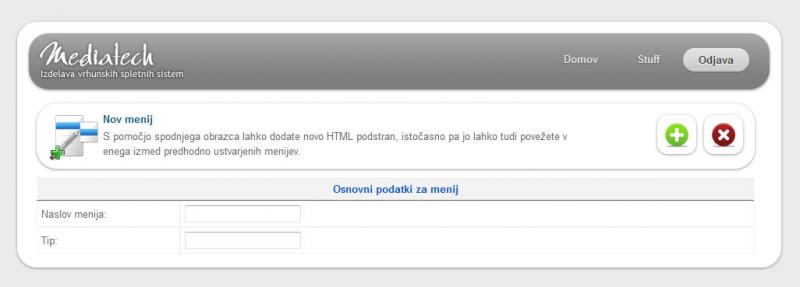 Mediatech
Izdelava vrhunskih spletnih sistem
Domov
Stuff
Odjava
Nov menij
S pomočjo spodnjega obrazca lahko dodate novo HTML podstran, istočasno pa jo lahko tudi povežete v
enega izmed predhodno ustvarjenih menijev.
Osnovni podatki za menij
Naslov menija:
Tip: